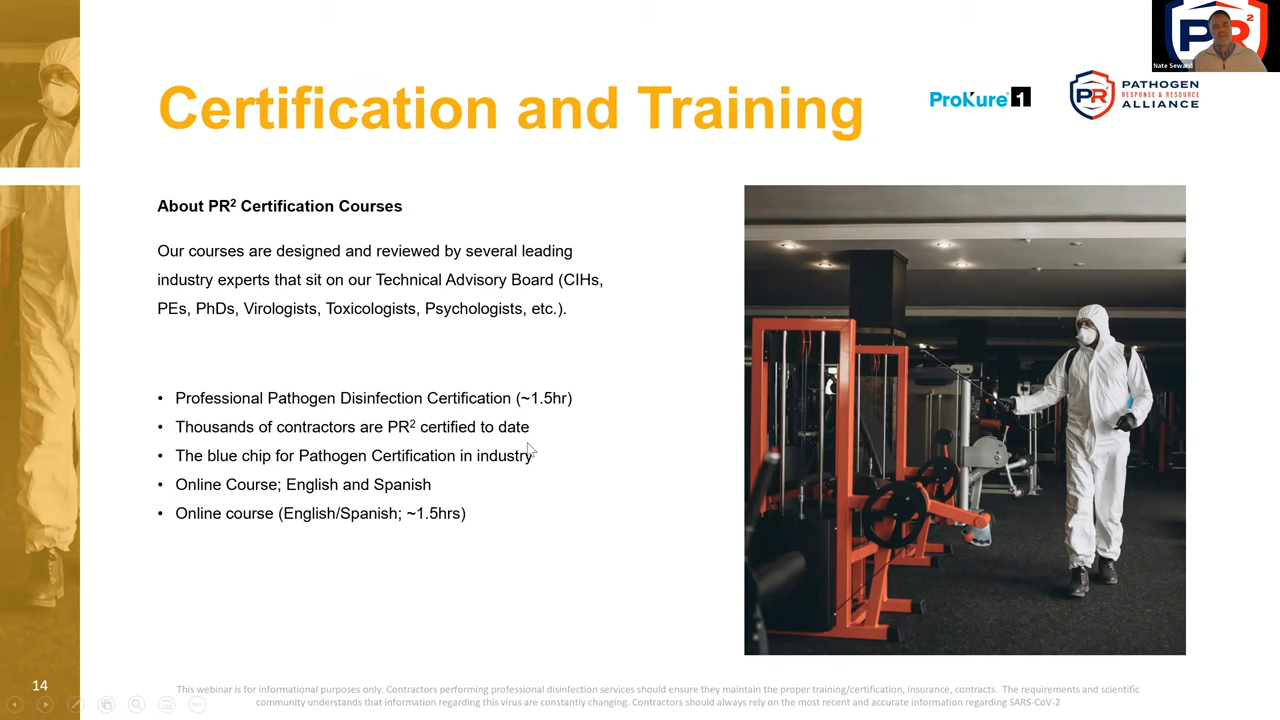 PR²
Nate Seward
Certification and Training
ProKure 1
PR
PATHOGEN
RESPONSE & RESOURCE
ALLIANCE
About PR² Certification Courses
Our courses are designed and reviewed by several leading
industry experts that sit on our Technical Advisory Board (CIHs,
PEs, PhDs, Virologists, Toxicologists, Psychologists, etc.).
• Professional Pathogen Disinfection Certification (~1.5hr)
• Thousands of contractors are PR² certified to date
• The blue chip for Pathogen Certification in industry
• Online Course; English and Spanish
• Online course (English/Spanish; ~1.5hrs)
14
This webinar is for informational purposes only. Contractors performing professional disinfection services should ensure they maintain the proper training/certification, insurance, contracts. The requirements and scientific
community understands that information regarding this virus are constantly changing. Contractors should always rely on the most recent and accurate information regarding SARS-CoV-2